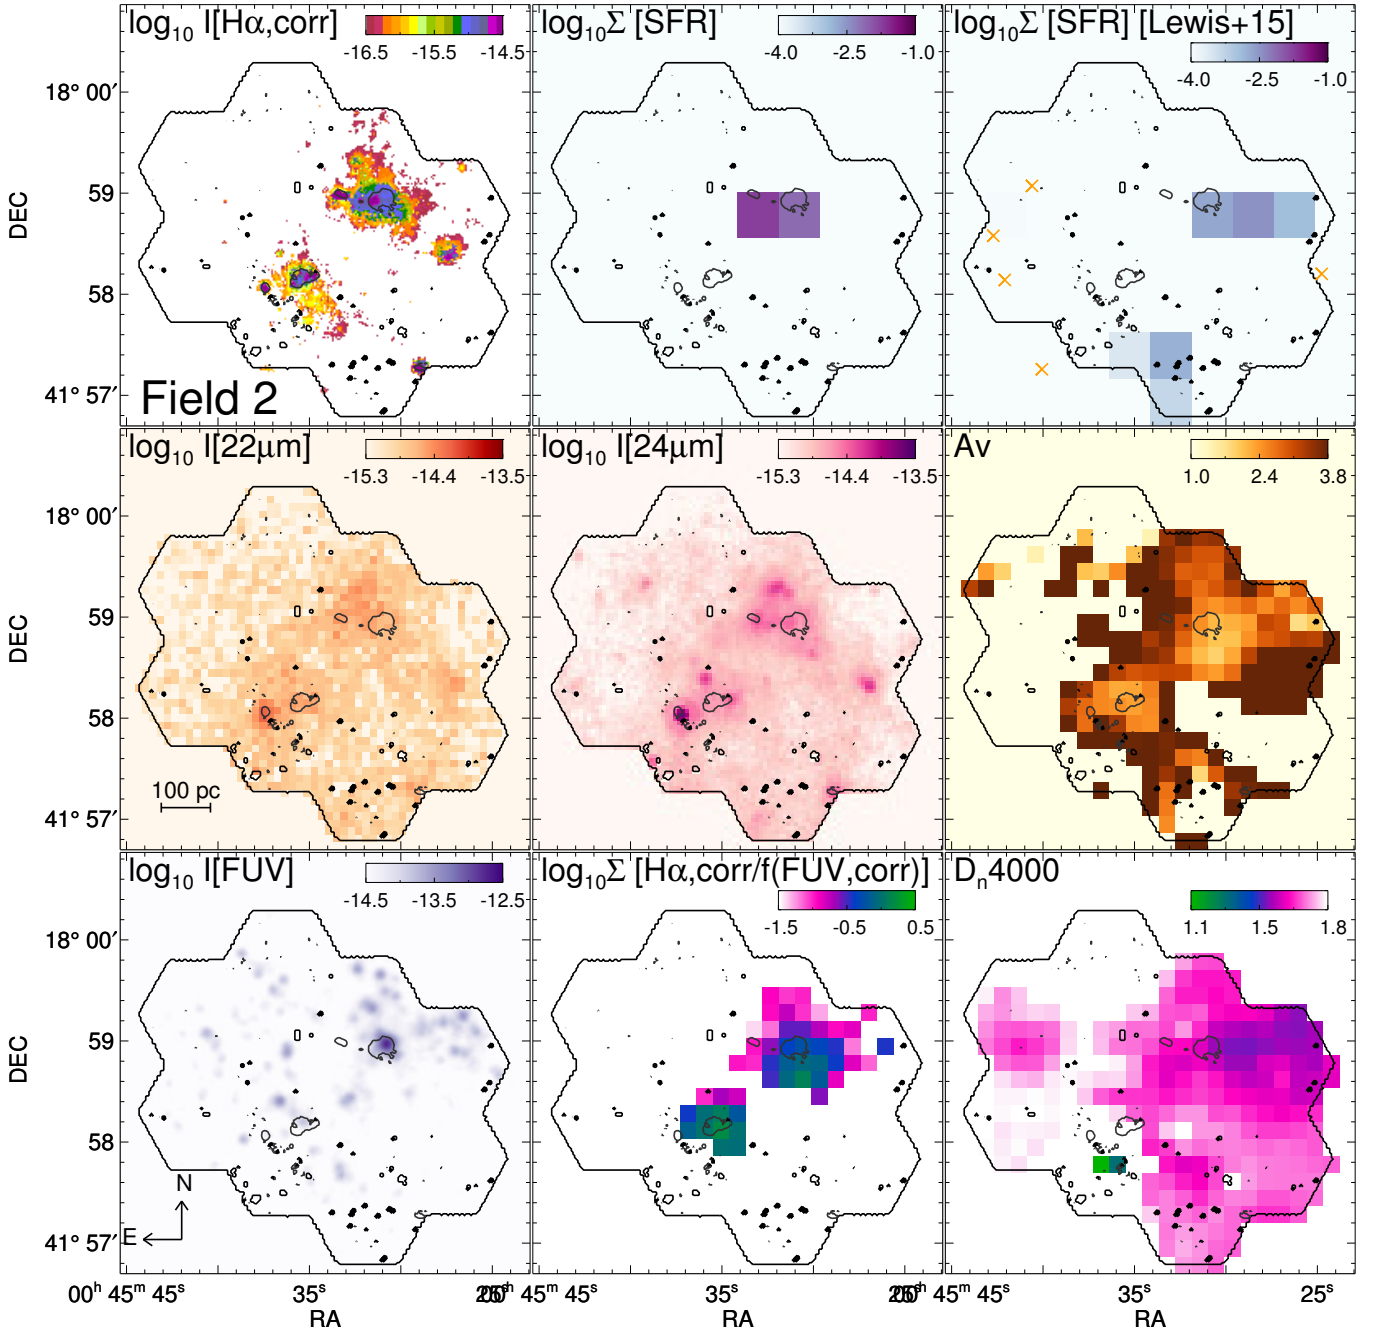 log₁₀ I[Hα,corr]
-16.5 -15.5 -14.5
log₁₀Σ [SFR]
-4.0 -2.5 -1.0
log₁₀Σ [SFR] [Lewis+15]
-4.0 -2.5 -1.0
DEC
18° 00′
59
58
41° 57′
Field 2
log₁₀ I[22μm]
-15.3 -14.4 -13.5
log₁₀ I[24μm]
-15.3 -14.4 -13.5
Av
1.0 2.4 3.8
DEC
18° 00′
59
58
41° 57′
100 pc
log₁₀ I[FUV]
-14.5 -13.5 -12.5
log₁₀Σ [Hα,corr/f(FUV,corr)]
-1.5 -0.5 0.5
Dₙ4000
1.1 1.5 1.8
DEC
18° 00′
59
58
41° 57′
N
E
00ʰ 45ᵐ 45ˢ 35ˢ 45ᵐ 45ˢ 35ˢ 45ᵐ 45ˢ 35ˢ 25ˢ
RA RA RA